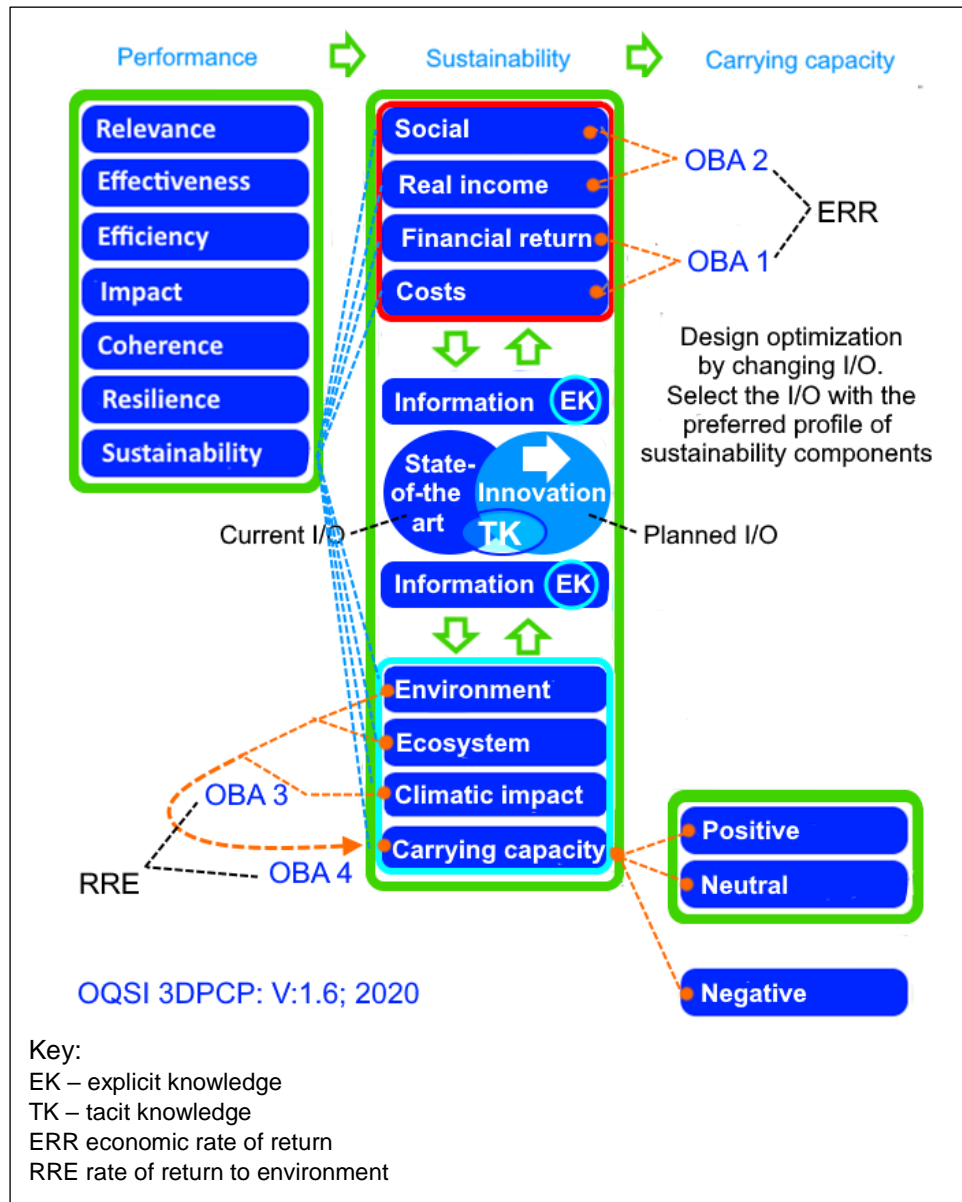 Performance
Sustainability
Carrying capacity
Relevance
Effectiveness
Efficiency
Impact
Coherence
Resilience
Sustainability
Social
Real income
Financial return
Costs
OBA 2
ERR
OBA 1
Design optimization
by changing I/O.
Select the I/O with the
preferred profile of
sustainability components
Information EK
State-
of-the
art
Innovation
TK
Current I/O
Planned I/O
Information EK
Environment
Ecosystem
Climatic impact
Carrying capacity
OBA 3
OBA 4
RRE
Positive
Neutral
Negative
OQSI 3DPCP: V:1.6; 2020
Key:
EK – explicit knowledge
TK – tacit knowledge
ERR economic rate of return
RRE rate of return to environment